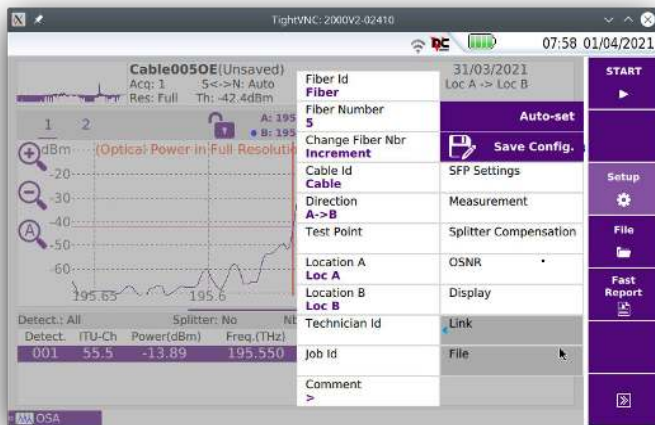 TightVNC: 2000V2-02410
07:58 01/04/2021
Cable005OE(Unsaved)
Acq: 1 S<->N: Auto
Res: Full Th: -42.4dBm
31/03/2021
Loc A -> Loc B
1 2
A: 195
B: 195
dBm (Optical Power in Full Resolutio
-20
-30
-40
-50
-60
195.65 195.6
Detect.: All Splitter: No
Detect. ITU-Ch Power(dBm) Freq.(THz)
001 55.5 -13.89 195.550
OSA
Fiber Id
Fiber
Fiber Number
5
Change Fiber Nbr
Increment
Cable Id
Cable
Direction
A->B
Test Point
Location A
Loc A
Location B
Loc B
Technician Id
Job Id
Comment
>
Auto-set
Save Config.
SFP Settings
Measurement
Splitter Compensation
OSNR
Display
Link
File
START
Setup
File
Fast
Report